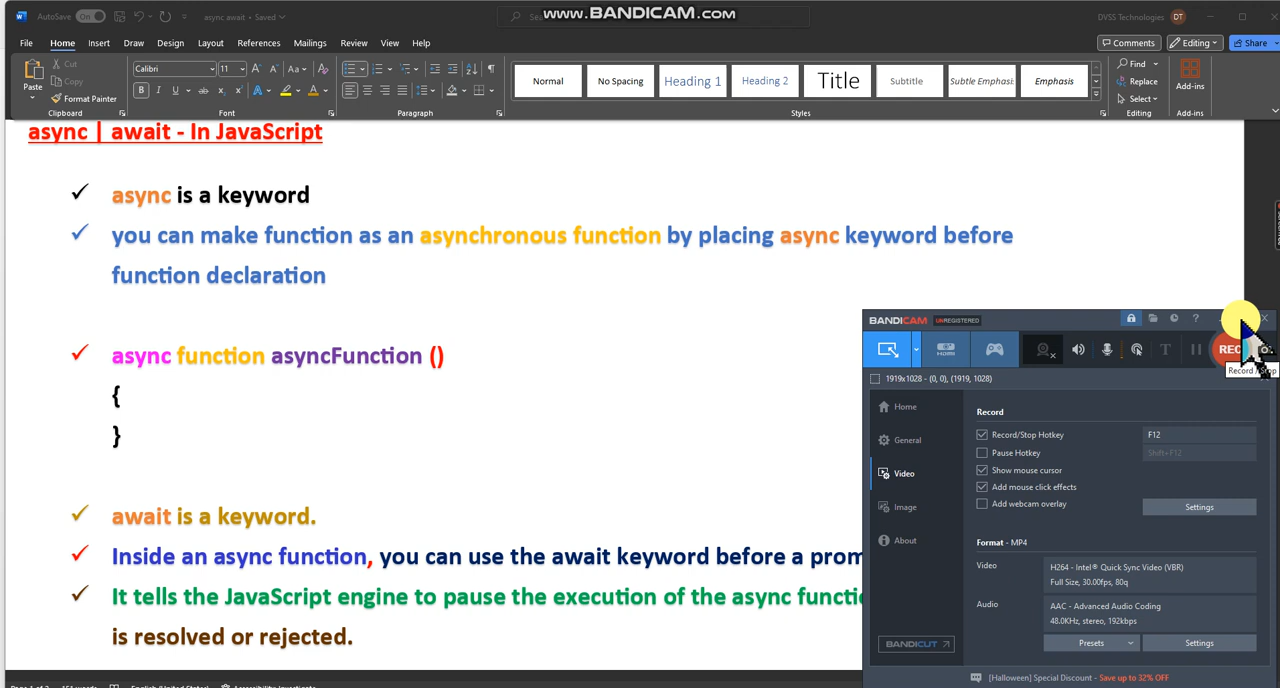 AutoSave On
async await • Saved
www.BANDICAM.com
DVSS Technologies DT
File Home Insert Draw Design Layout References Mailings Review View Help
Comments Editing Share
Paste
Cut
Copy
Format Painter
Calibri 11
Normal
No Spacing
Heading 1
Heading 2
Title
Subtitle
Subtle Emphasis
Emphasis
Find
Replace
Select
Add-ins
Clipboard Font Paragraph Styles Editing Add-ins
async | await - In JavaScript
async is a keyword
you can make function as an asynchronous function by placing async keyword before
function declaration
async function asyncFunction ()
{
}
await is a keyword.
Inside an async function, you can use the await keyword before a prom
It tells the JavaScript engine to pause the execution of the async functi
is resolved or rejected.
BANDICAM UNREGISTERED
HDMI
REC
Record / Stop
1919x1028 - (0, 0), (1919, 1028)
Home
General
Video
Image
About
BANDICUT
Record
Record/Stop Hotkey F12
Pause Hotkey Shift+F12
Show mouse cursor
Add mouse click effects
Add webcam overlay
Settings
Format - MP4
Video
H264 - Intel® Quick Sync Video (VBR)
Full Size, 30.00fps, 80q
Audio
AAC - Advanced Audio Coding
48.0KHz, stereo, 192kbps
Presets
Settings
[Halloween] Special Discount - Save up to 32% OFF